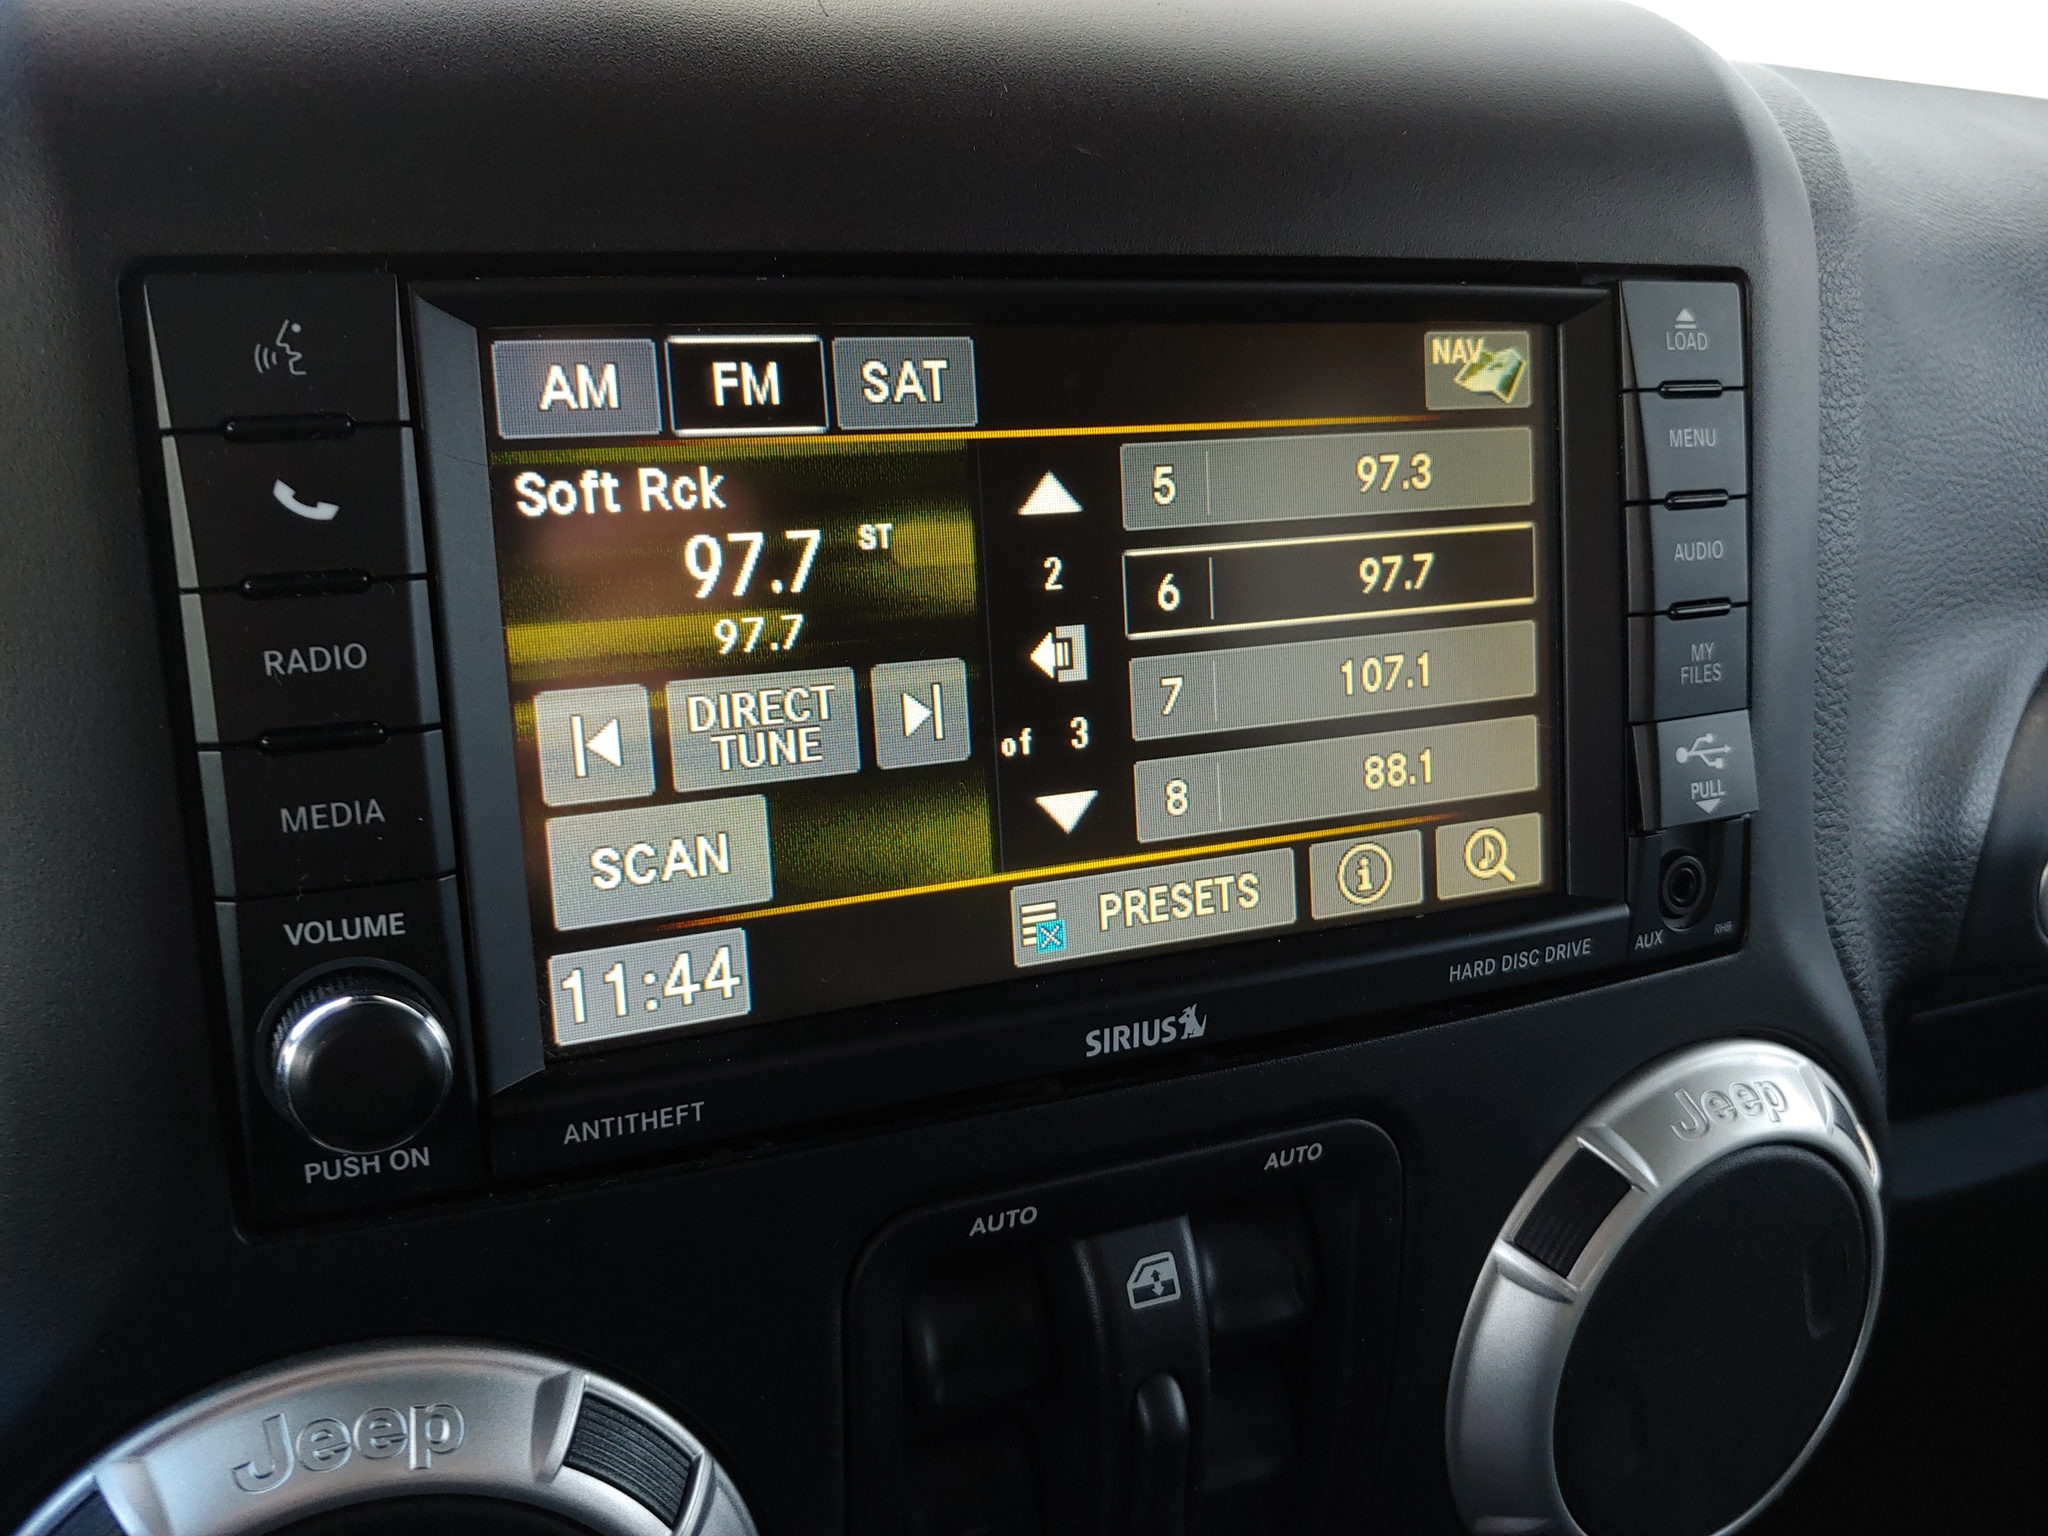 AM
FM
SAT
NAV
Soft Rck
97.7 ST
97.7
DIRECT
TUNE
SCAN
11:44
2
of 3
5 97.3
6 97.7
7 107.1
8 88.1
PRESETS
i
RADIO
MEDIA
VOLUME
PUSH ON
LOAD
MENU
AUDIO
MY
FILES
PULL
AUX
RHB
HARD DISC DRIVE
SIRIUS
ANTITHEFT
AUTO
AUTO
Jeep
Jeep